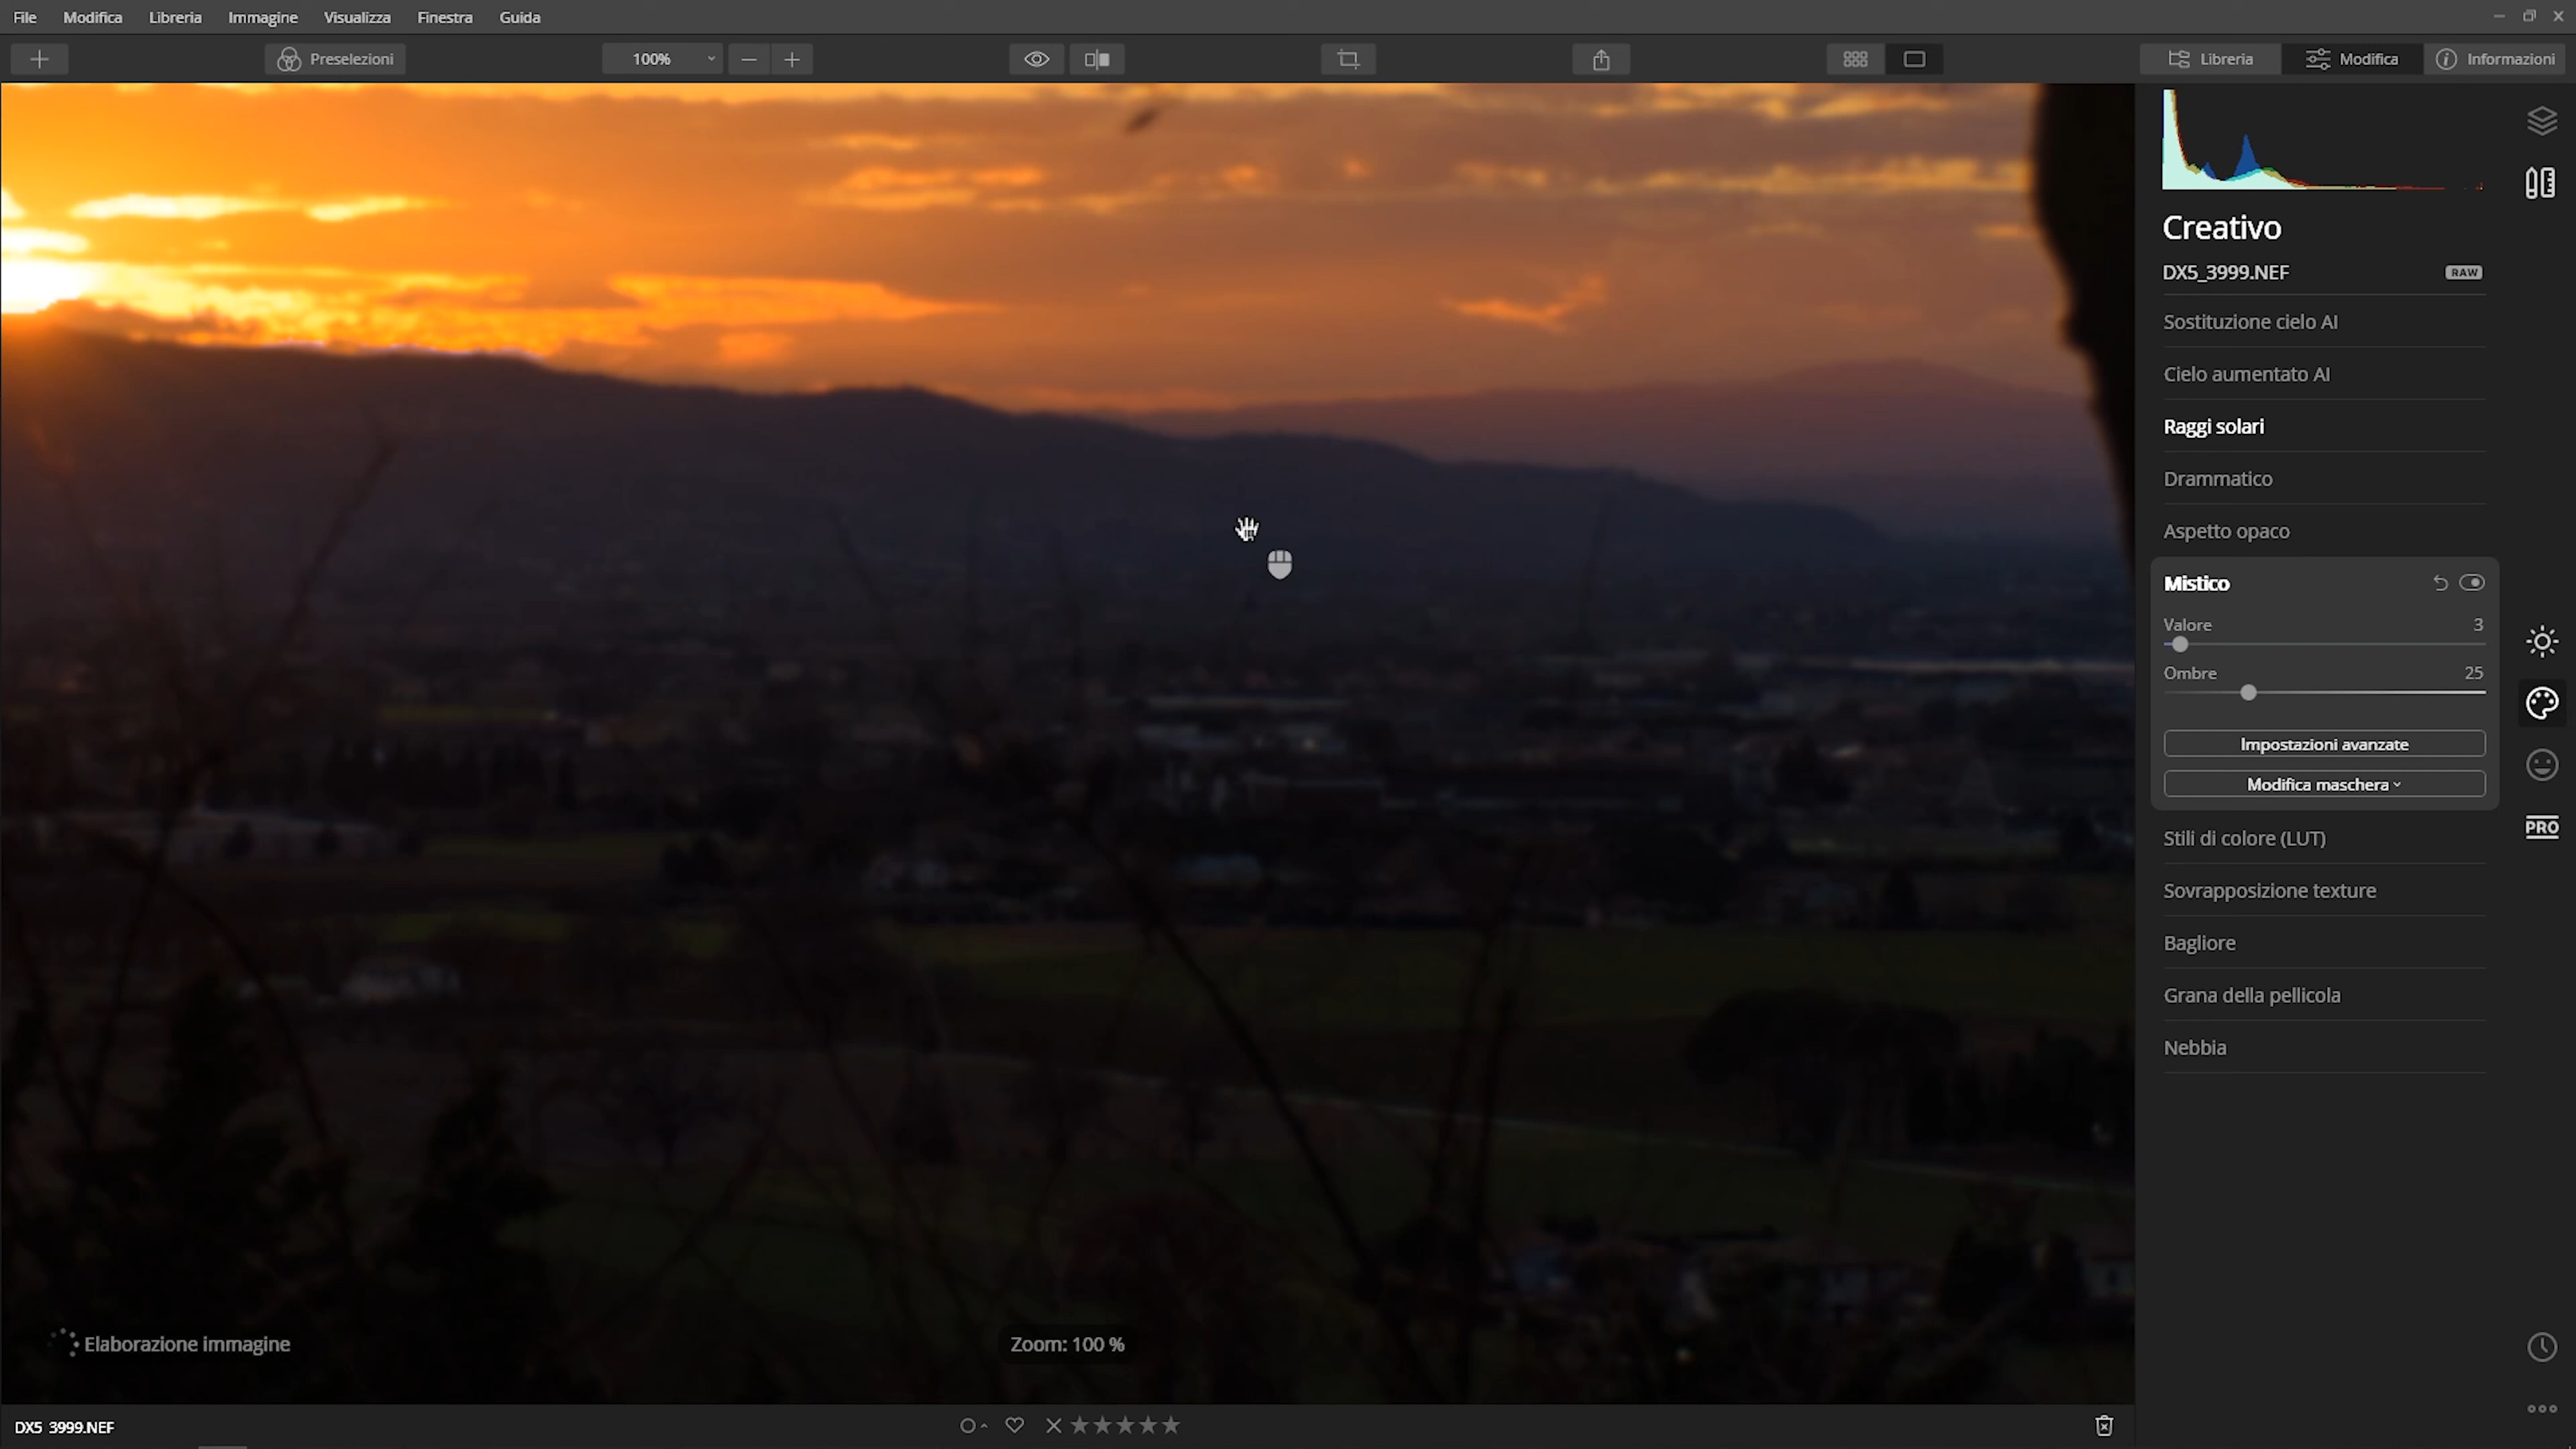 File Modifica Libreria Immagine Visualizza Finestra Guida
Preselezioni 100% Libreria Modifica Informazioni
Creativo
DX5_3999.NEF RAW
Sostituzione cielo AI
Cielo aumentato AI
Raggi solari
Drammatico
Aspetto opaco
Mistico
Valore 3
Ombre 25
Impostazioni avanzate
Modifica maschera
PRO
Stili di colore (LUT)
Sovrapposizione texture
Bagliore
Grana della pellicola
Nebbia
Elaborazione immagine
Zoom: 100 %
DX5_3999.NEF